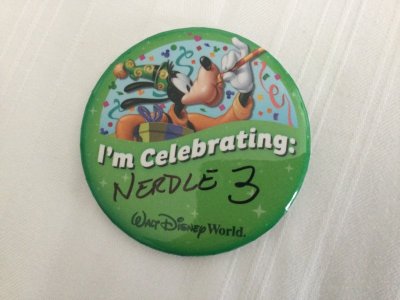 I'm Celebrating:
NERDLE 3
WALT DISNEY World.